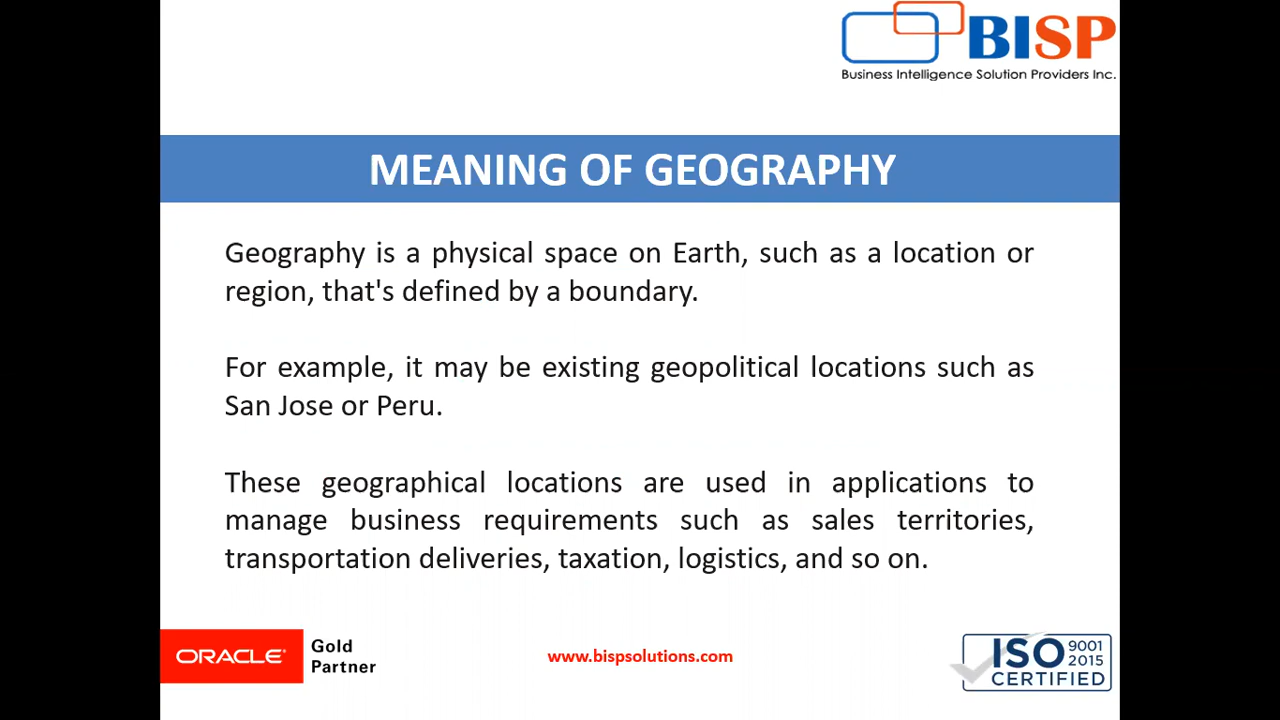 BISP
Business Intelligence Solution Providers Inc.
MEANING OF GEOGRAPHY
Geography is a physical space on Earth, such as a location or
region, that's defined by a boundary.
For example, it may be existing geopolitical locations such as
San Jose or Peru.
These geographical locations are used in applications to
manage business requirements such as sales territories,
transportation deliveries, taxation, logistics, and so on.
ORACLE Gold
Partner
www.bispsolutions.com
ISO 9001
2015
CERTIFIED